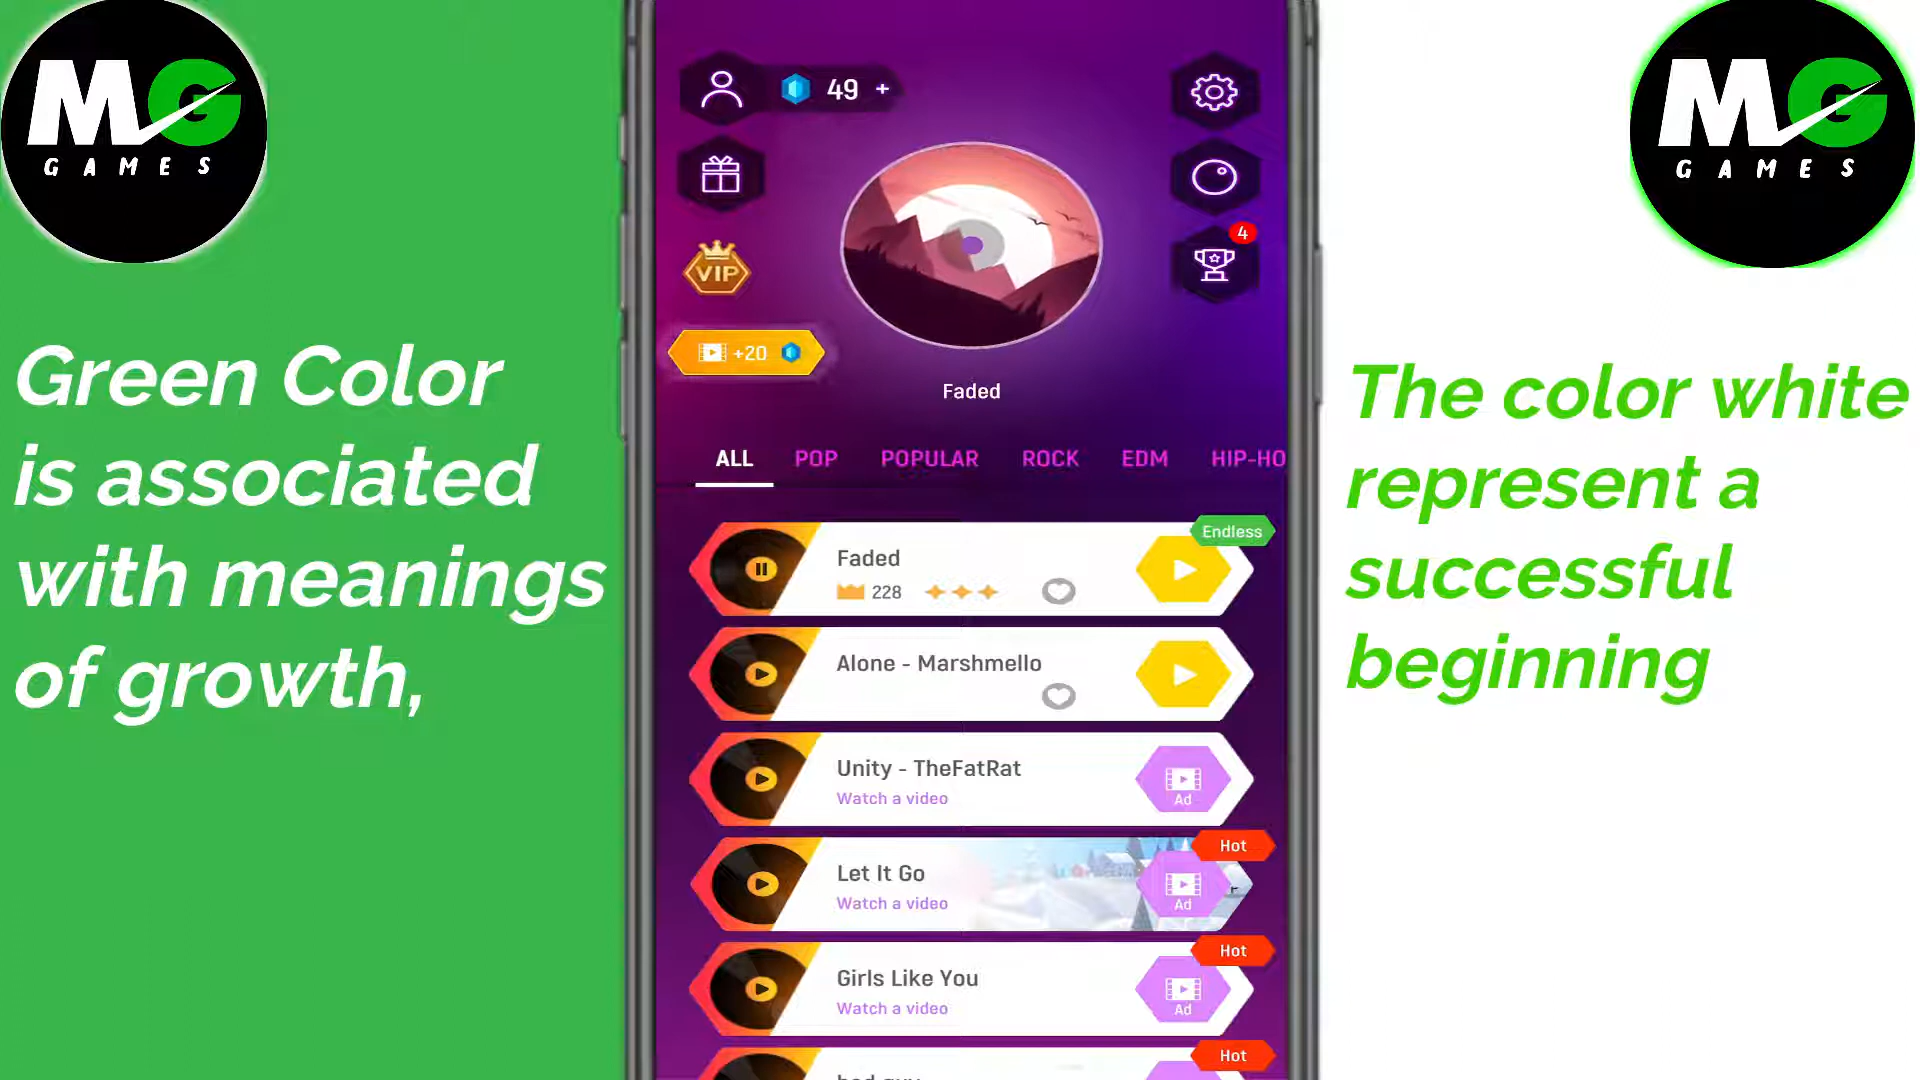 MG
GAMES
Green Color
is associated
with meanings
of growth,
49 +
VIP
+20
4
Faded
ALL POP POPULAR ROCK EDM HIP-HO
Endless
Faded
228
Alone - Marshmello
Unity - TheFatRat
Watch a video
Ad
Hot
Let It Go
Watch a video
Ad
Hot
Girls Like You
Watch a video
Ad
Hot
MG
GAMES
The color white
represent a
successful
beginning